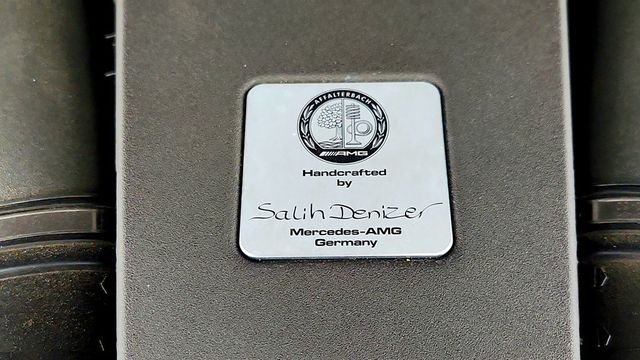 AFFALTERBACH
AMG
Handcrafted
by
Salih Denizer
Mercedes-AMG
Germany